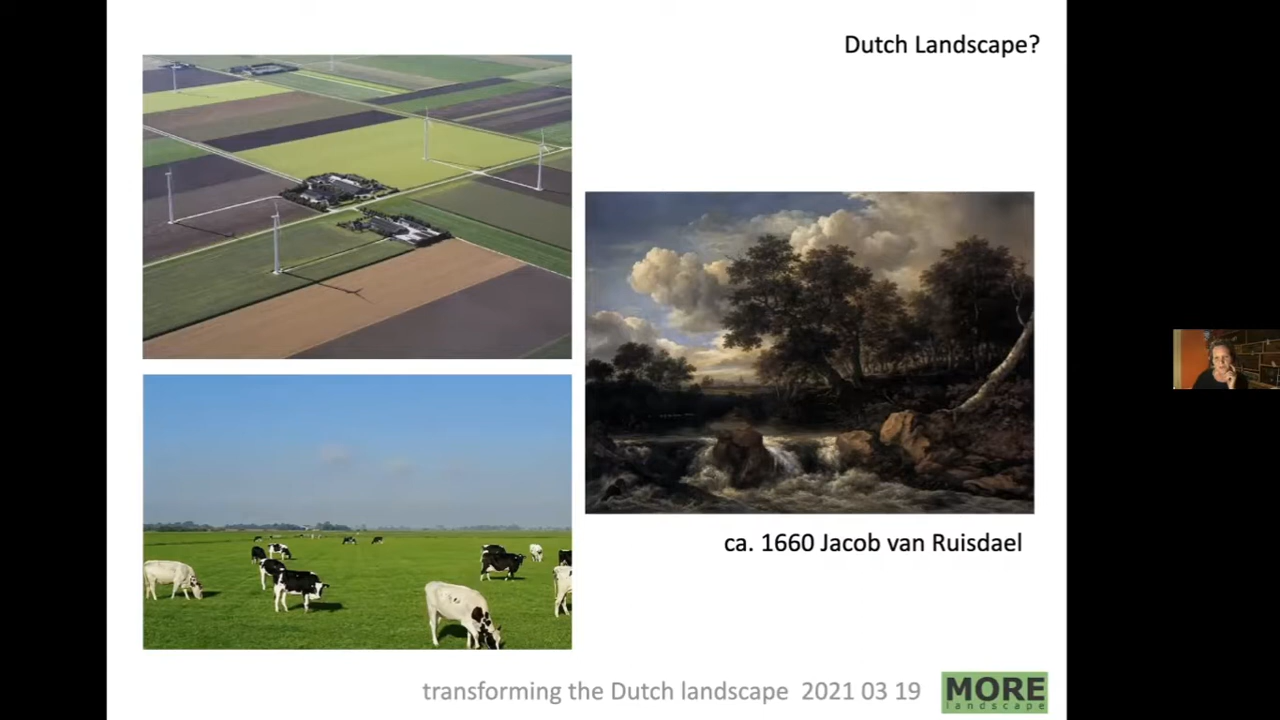 Dutch Landscape?
ca. 1660 Jacob van Ruisdael
transforming the Dutch landscape 2021 03 19
MORE
landscape